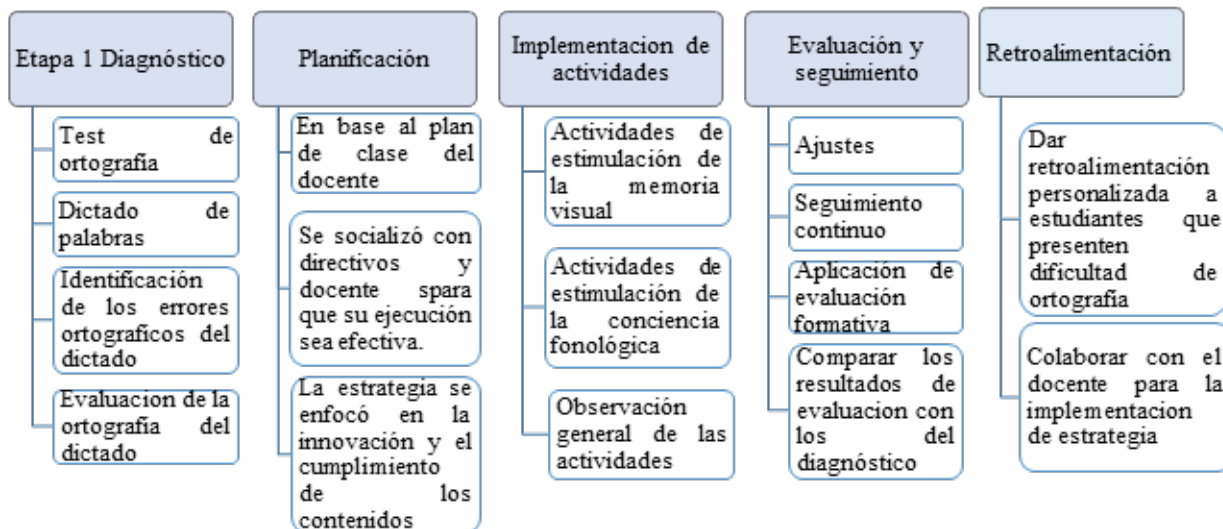 Etapa 1 Diagnóstico
Test de
ortografía
Dictado de
palabras
Identificación
de los errores
ortograficos del
dictado
Evaluacion de la
ortografía del
dictado
Planificación
En base al plan
de clase del
docente
Se socializó con
directivos y
docente spara
que su ejecución
sea efectiva.
La estrategia se
enfocó en la
innovación y el
cumplimiento
de los
contenidos
Implementacion de
actividades
Actividades de
estimulación de
la memoria
visual
Actividades de
estimulación de
la conciencia
fonológica
Observación
general de las
actividades
Evaluación y
seguimiento
Ajustes
Seguimiento
continuo
Aplicación de
evaluación
formativa
Comparar los
resultados de
evaluacion con
los del
diagnóstico
Retroalimentación
Dar
retroalimentación
personalizada a
estudiantes que
presenten
dificultad de
ortografía
Colaborar con el
docente para la
implementacion
de estrategia